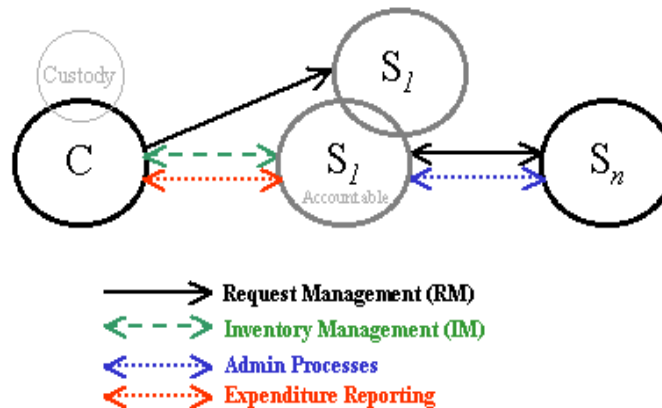 Custody
S1
C
S1
Sn
Accountable
Request Management (RM)
Inventory Management (IM)
Admin Processes
Expenditure Reporting